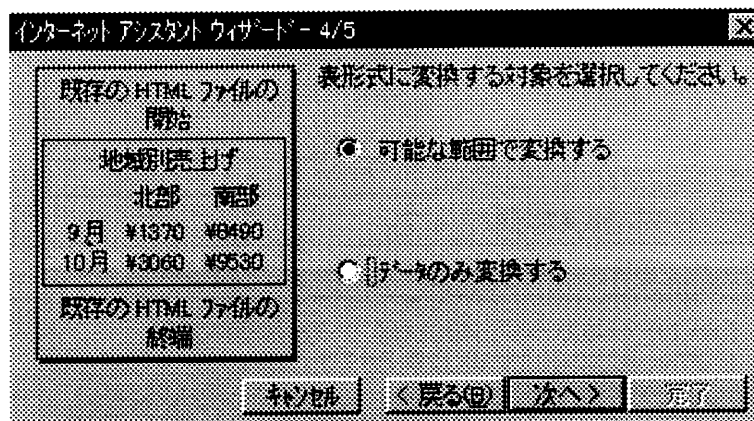 インターネット アシスタント ウィザード - 4/5
既存の HTML ファイルの
開始
地域別売上げ
北部 南部
9月 ¥1370 ¥8490
10月 ¥3060 ¥9530
既存の HTML ファイルの
終端
表形式に変換する対象を選択してください。
可能な範囲で変換する
データのみ変換する
キャンセル
< 戻る(B)
次へ >
完了